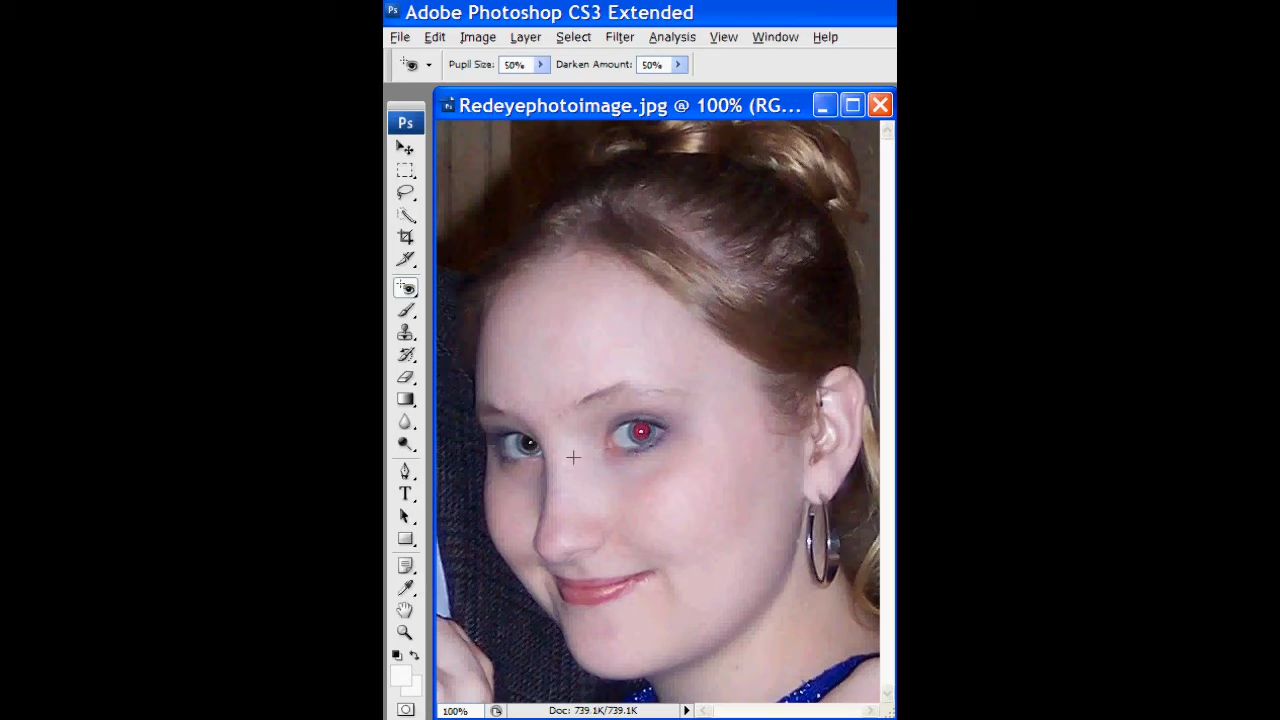 Ps Adobe Photoshop CS3 Extended
File Edit Image Layer Select Filter Analysis View Window Help
Pupil Size: 50% Darken Amount: 50%
Redeyephotoimage.jpg @ 100% (RG...
Ps
T
100% Doc: 739.1K/739.1K